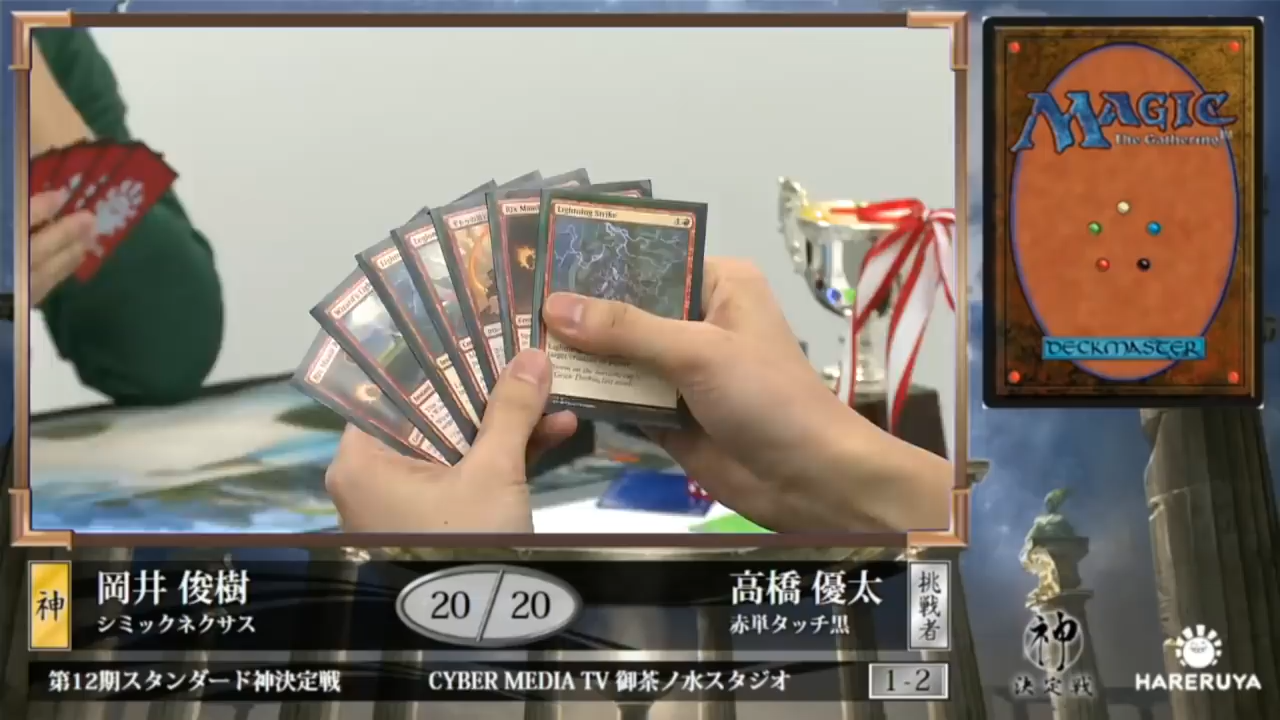 MAGIC
The Gathering
DECKMASTER
Lightning Strike
神
岡井 俊樹
シミックネクサス
20 / 20
高橋 優太
赤単タッチ黒
挑戦者
第12期スタンダード神決定戦
CYBER MEDIA TV 御茶ノ水スタジオ
1-2
神
決定戦
HARERUYA